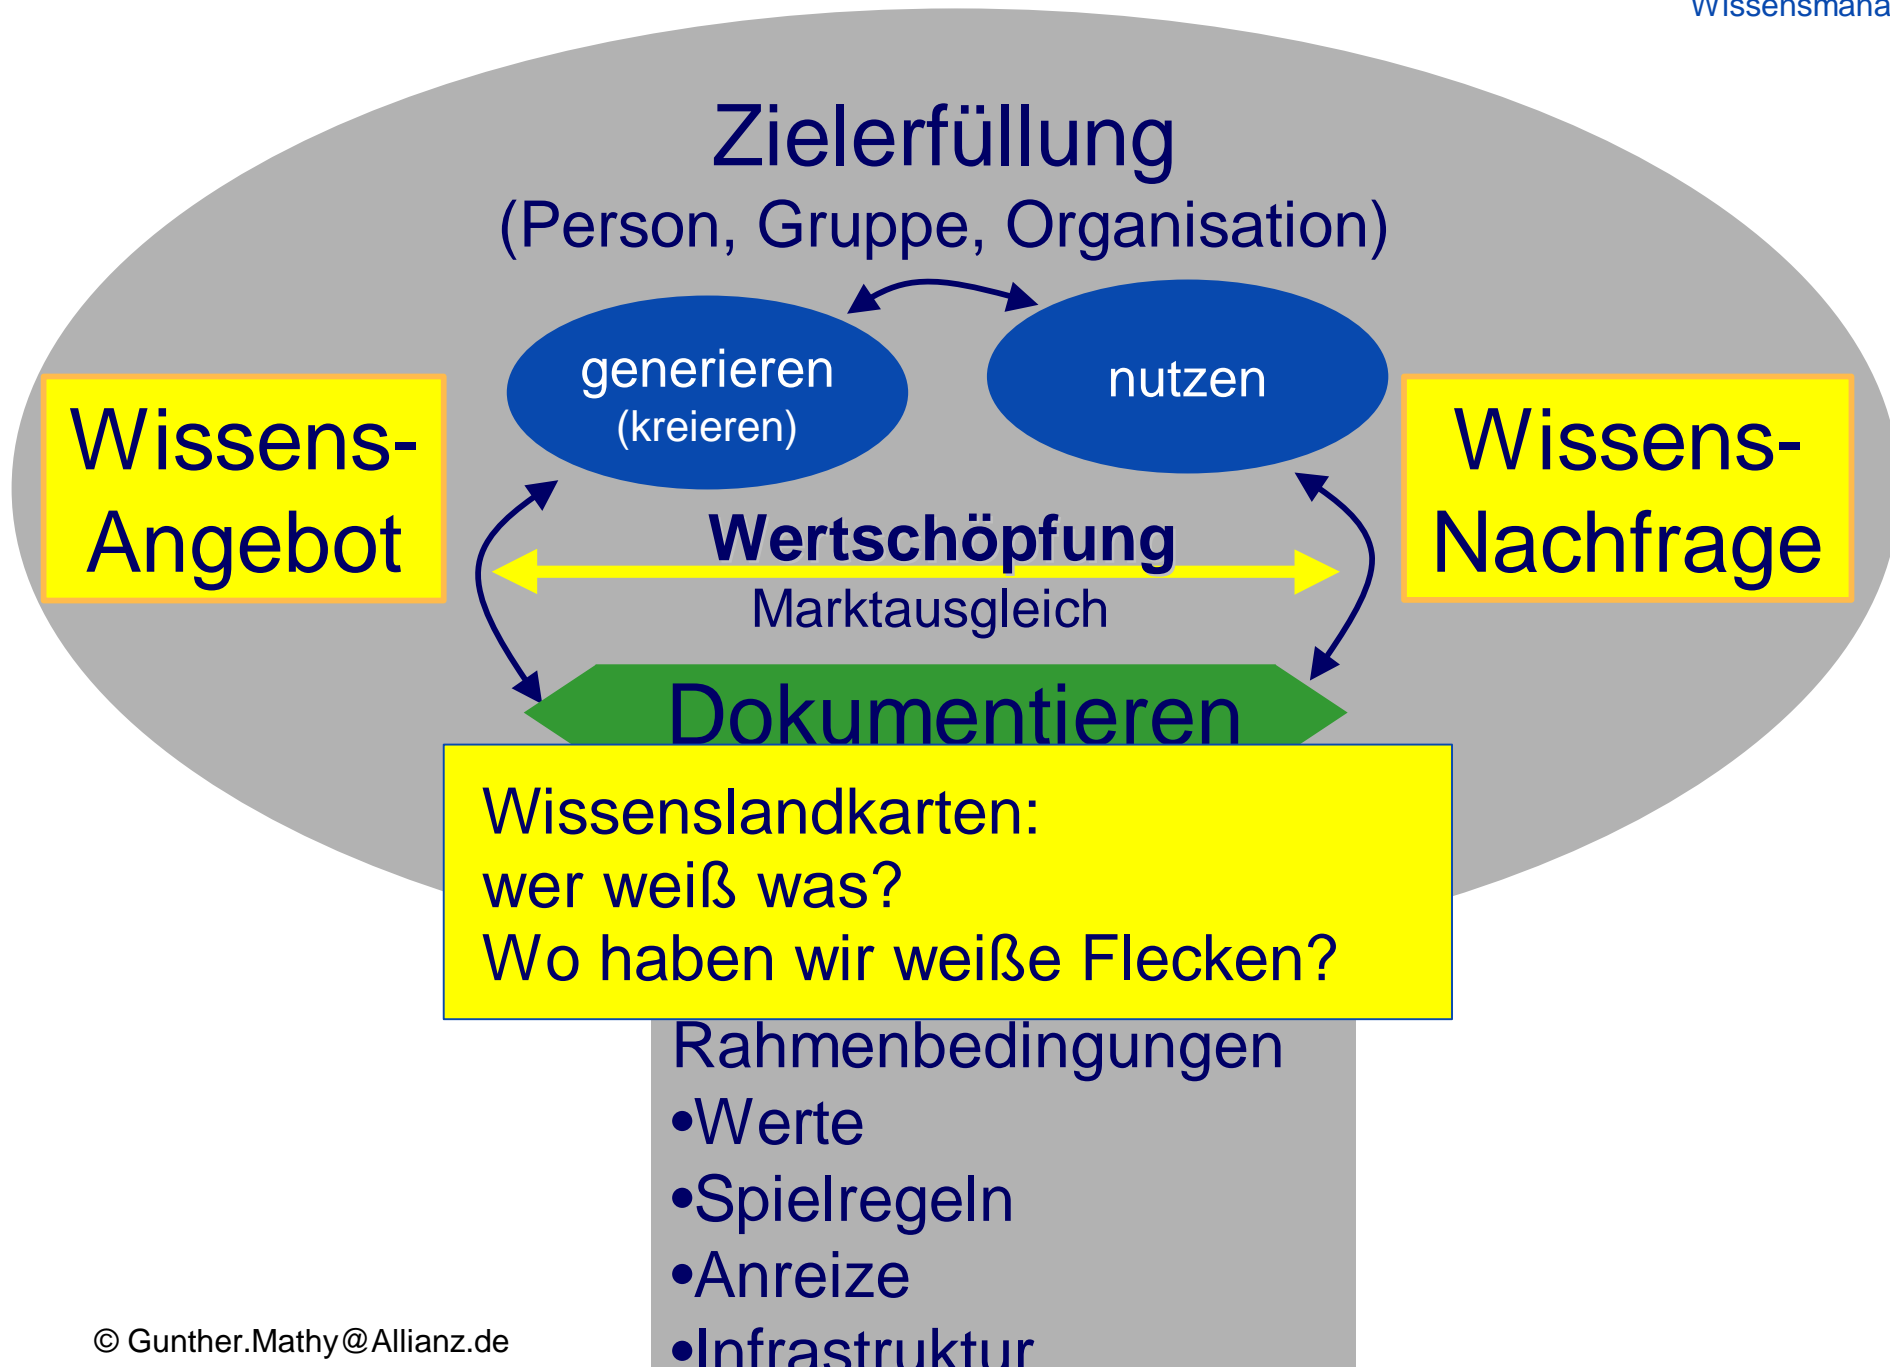 Wissensmana
Zielerfüllung
(Person, Gruppe, Organisation)
generieren
(kreieren)
nutzen
Wissens-
Angebot
Wissens-
Nachfrage
Wertschöpfung
Marktausgleich
Dokumentieren
Wissenslandkarten:
wer weiß was?
Wo haben wir weiße Flecken?
Rahmenbedingungen
•Werte
•Spielregeln
•Anreize
•Infrastruktur
© Gunther.Mathy@Allianz.de